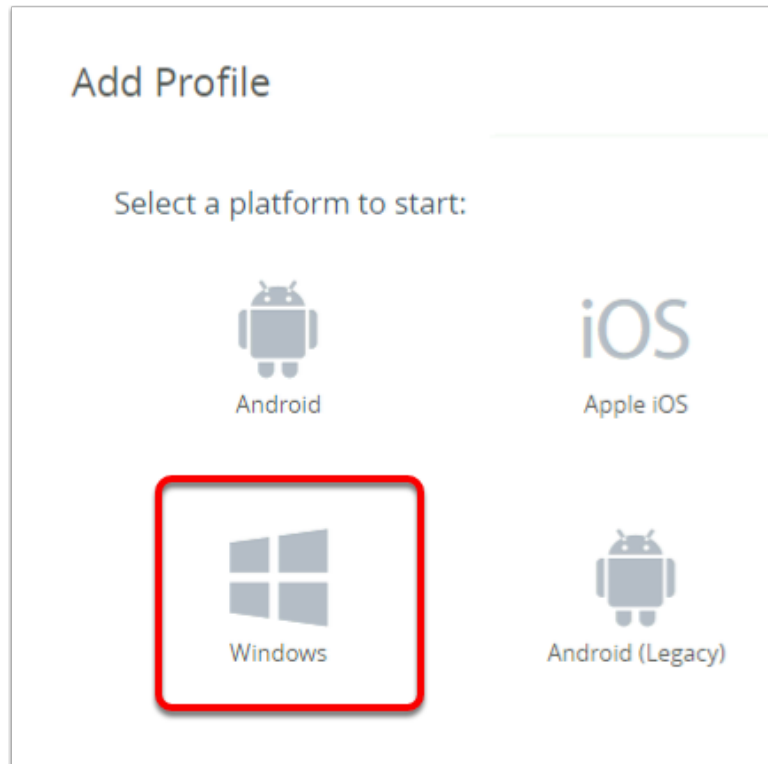 Add Profile
Select a platform to start:
iOS
Android
Apple iOS
Windows
Android (Legacy)